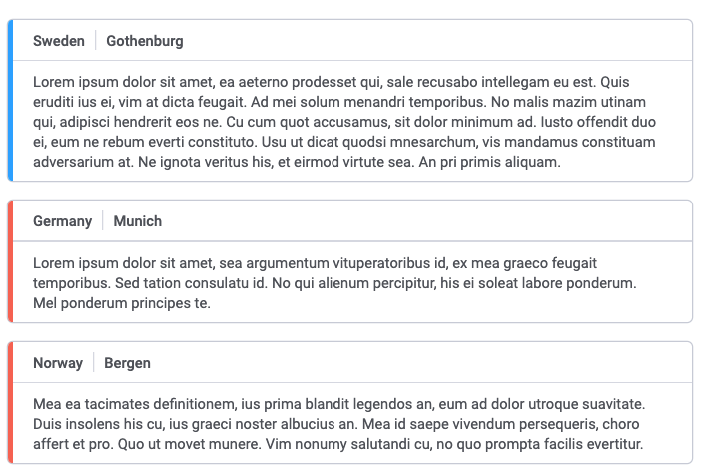 Sweden Gothenburg
Lorem ipsum dolor sit amet, ea aeterno prodesset qui, sale recusabo intellegam eu est. Quis
eruditi ius ei, vim at dicta feugait. Ad mei solum menandri temporibus. No malis mazim utinam
qui, adipisci hendrerit eos ne. Cu cum quot accusamus, sit dolor minimum ad. Iusto offendit duo
ei, eum ne rebum everti constituto. Usu ut dicat quodsi mnesarchum, vis mandamus constituam
adversarium at. Ne ignota veritus his, et eirmod virtute sea. An pri primis aliquam.
Germany Munich
Lorem ipsum dolor sit amet, sea argumentum vituperatoribus id, ex mea graeco feugait
temporibus. Sed tation consulatu id. No qui alienum percipitur, his ei soleat labore ponderum.
Mel ponderum principes te.
Norway Bergen
Mea ea tacimates definitionem, ius prima blandit legendos an, eum ad dolor utroque suavitate.
Duis insolens his cu, ius graeci noster albucius an. Mea id saepe vivendum persequeris, choro
affert et pro. Quo ut movet munere. Vim nonumy salutandi cu, no quo prompta facilis evertitur.